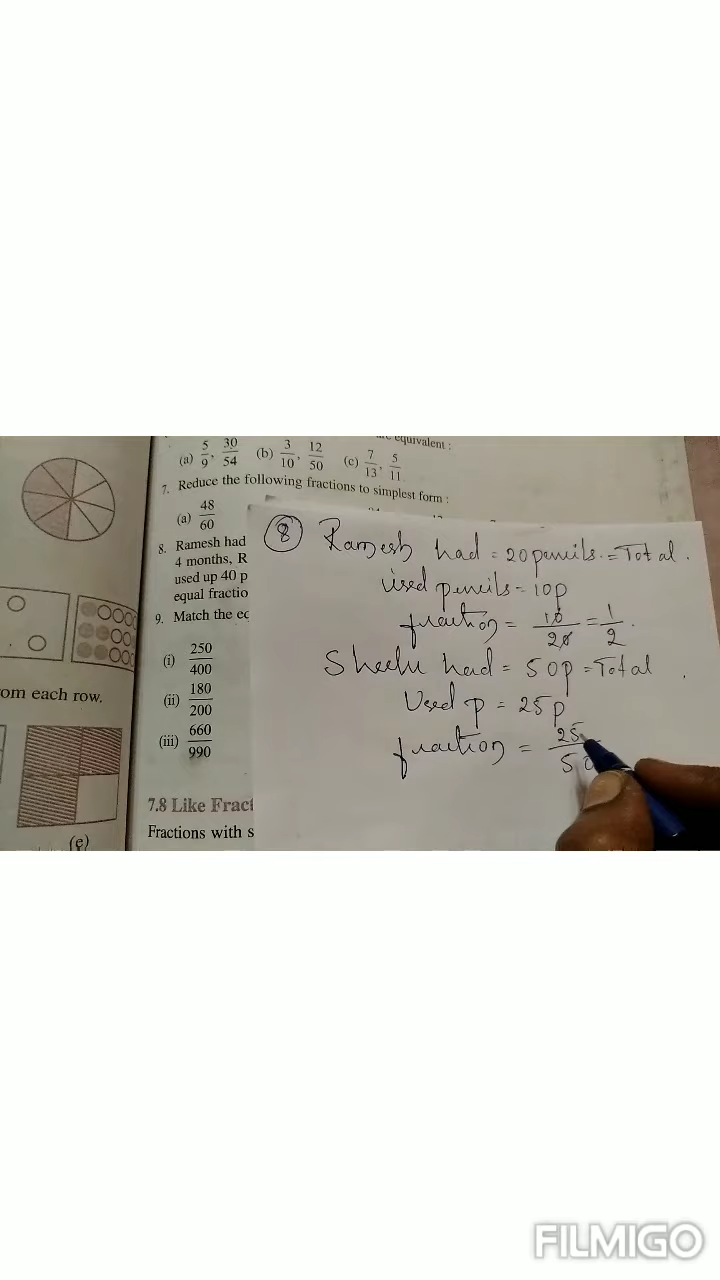 are equivalent :
(a) 5/9, 30/54 (b) 3/10, 12/50 (c) 7/13, 5/11
7. Reduce the following fractions to simplest form :
(a) 48/60
8. Ramesh had
4 months, R
used up 40 p
equal fractio
9. Match the eq
(i) 250/400
(ii) 180/200
(iii) 660/990
om each row.
(e)
7.8 Like Fract
Fractions with s
8 Ramesh had = 20 pencils. = Total.
Used pencils = 10p
fraction = 10/20 = 1/2.
Sheelu had = 50p = Total
Used p = 25p
fraction = 25/50
FILMIGO